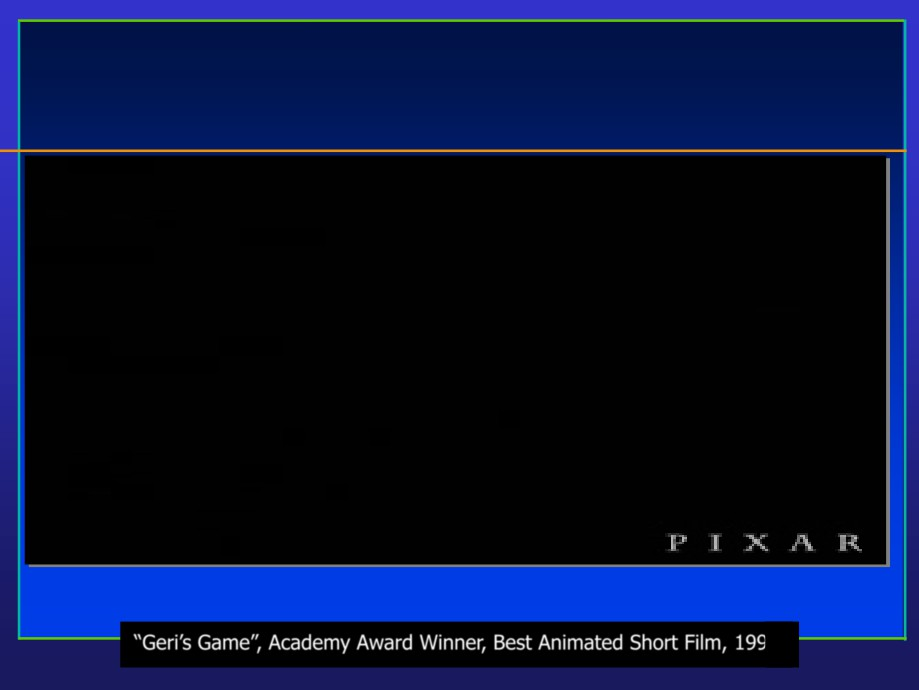 PIXAR
“Geri’s Game”, Academy Award Winner, Best Animated Short Film, 199